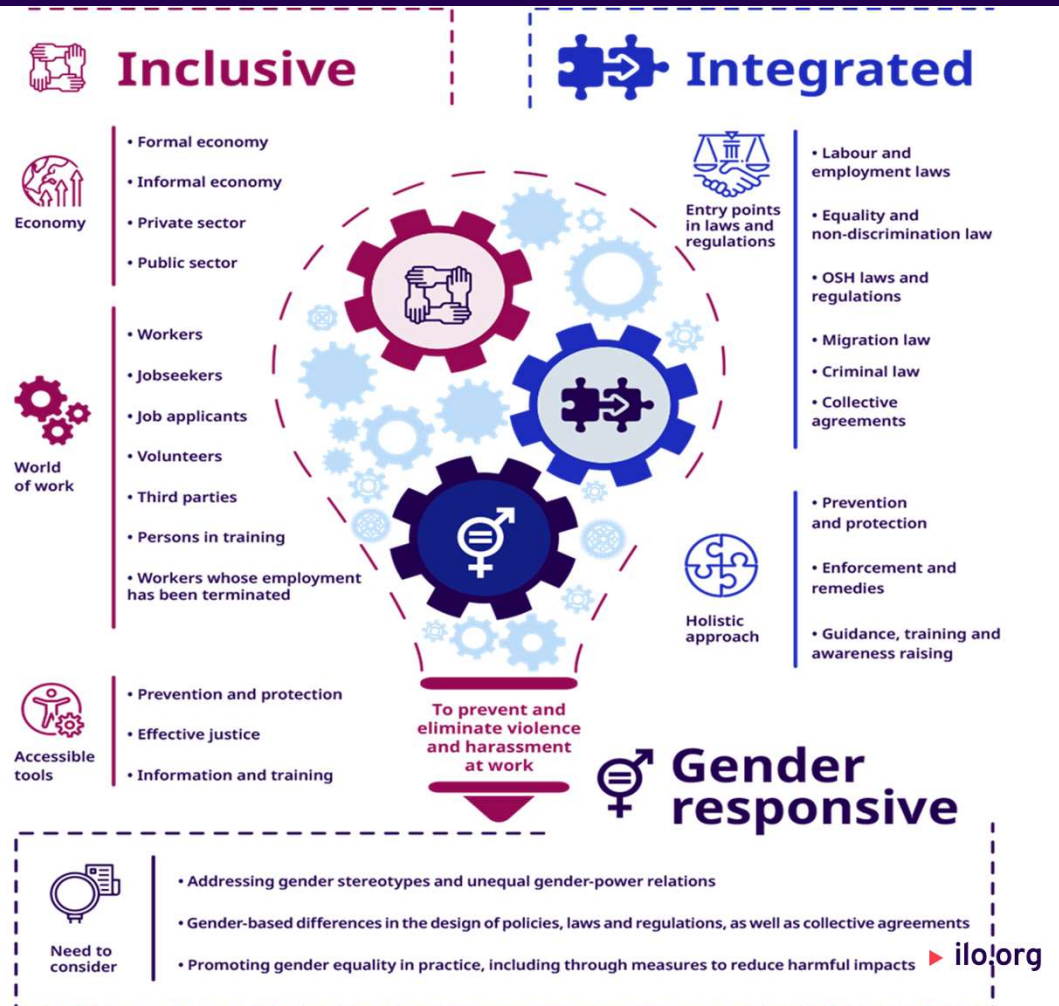 Inclusive
Economy
• Formal economy
• Informal economy
• Private sector
• Public sector
World
of work
• Workers
• Jobseekers
• Job applicants
• Volunteers
• Third parties
• Persons in training
• Workers whose employment
has been terminated
Accessible
tools
• Prevention and protection
• Effective justice
• Information and training
Integrated
Entry points
in laws and
regulations
• Labour and
employment laws
• Equality and
non-discrimination law
• OSH laws and
regulations
• Migration law
• Criminal law
• Collective
agreements
Holistic
approach
• Prevention
and protection
• Enforcement and
remedies
• Guidance, training and
awareness raising
To prevent and
eliminate violence
and harassment
at work
Gender
responsive
Need to
consider
• Addressing gender stereotypes and unequal gender-power relations
• Gender-based differences in the design of policies, laws and regulations, as well as collective agreements
• Promoting gender equality in practice, including through measures to reduce harmful impacts
ilo.org